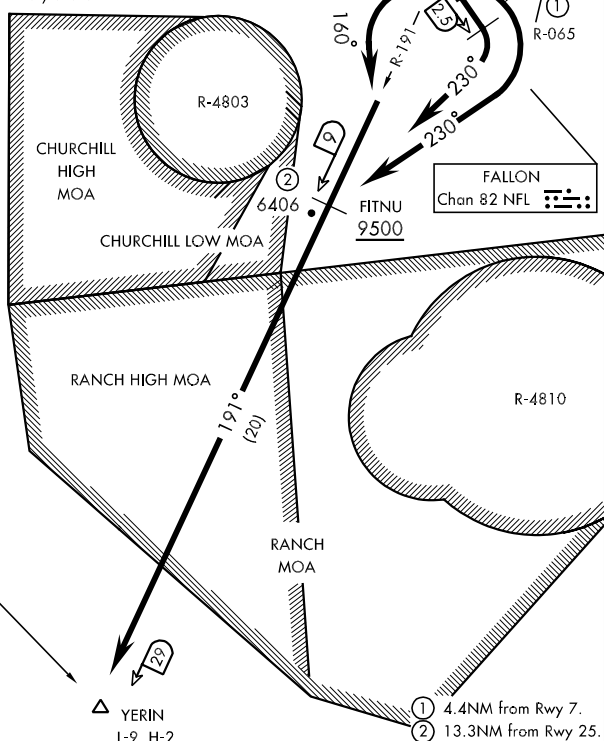 160°
R-191
2.5
1
R-065
230°
230°
R-4803
CHURCHILL
HIGH
MOA
9
2
6406
FITNU
9500
FALLON
Chan 82 NFL
CHURCHILL LOW MOA
RANCH HIGH MOA
R-4810
191°
(20)
RANCH
MOA
29
YERIN
L-9, H-2
1 4.4NM from Rwy 7.
2 13.3NM from Rwy 25.